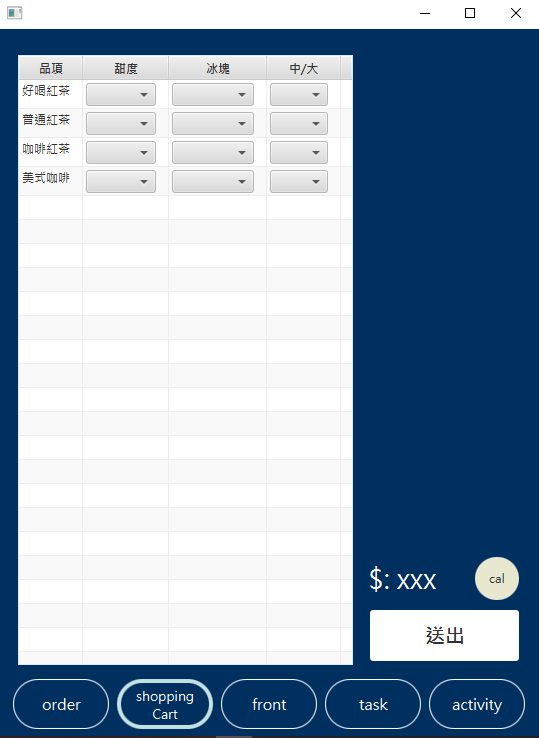 品項 甜度 冰塊 中/大
好喝紅茶
普通紅茶
咖啡紅茶
美式咖啡
$: xxx
cal
送出
order
shopping
Cart
front
task
activity